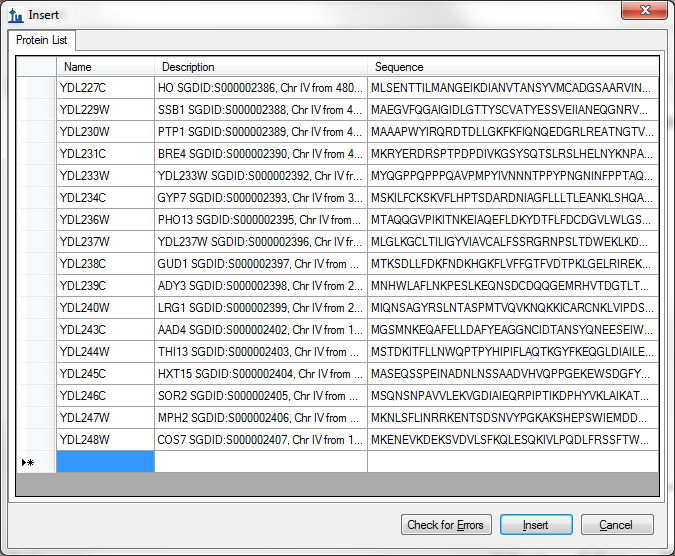 Insert
Protein List
Name Description Sequence
YDL227C HO SGDID:S000002386, Chr IV from 480... MLSENTTILMANGEIKDIANVTANSYVMCADGSAARVIN...
YDL229W SSB1 SGDID:S000002388, Chr IV from 4... MAEGVFQGAIGIDLGTTYSCVATYESSVEIIANEQGNRV...
YDL230W PTP1 SGDID:S000002389, Chr IV from 4... MAAAPWYIRQRDTDLLGKFKFIQNQEDGRLREATNGTV...
YDL231C BRE4 SGDID:S000002390, Chr IV from 4... MKRYERDRSPTPDPDIVKGSYSQTSLRSLHELNYKNPA...
YDL233W YDL233W SGDID:S000002392, Chr IV from ... MYQGPPQPPPQAVPMPYIVNNNTPPYPNGNINFPPTAQ...
YDL234C GYP7 SGDID:S000002393, Chr IV from 3... MSKILFCKSKVFLHPTSDARDNIAGFLLLTLEANKLSHQA...
YDL236W PHO13 SGDID:S000002395, Chr IV from... MTAQQGVPIKITNKEIAQEFLDKYDTFLFDCDGVLWLGS...
YDL237W YDL237W SGDID:S000002396, Chr IV from... MLGLKGCLTILIGYVIAVCALFSSRGRNPSLTDWEKLKD...
YDL238C GUD1 SGDID:S000002397, Chr IV from ... MTKSDLLFDKFNDKHGKFLVFFGTFVDTPKLGELRIREK...
YDL239C ADY3 SGDID:S000002398, Chr IV from 2... MNHWLAFLNKPESLKEQNSDCDQQGEMRHVTDGTLT...
YDL240W LRG1 SGDID:S000002399, Chr IV from 2... MIQNSAGYRSLNTASPMTVQVKNQKKICARCNKLVIPDS...
YDL243C AAD4 SGDID:S000002402, Chr IV from 1... MGSMNKEQAFELLDAFYEAGGNCIDTANSYQNEESEIW...
YDL244W THI13 SGDID:S000002403, Chr IV from ... MSTDKITFLLNWQPTPYHIPIFLAQTKGYFKEQGLDIAILE...
YDL245C HXT15 SGDID:S000002404, Chr IV from ... MASEQSSPEINADNLNSSAADVHVQPPGEKEWSDGFY...
YDL246C SOR2 SGDID:S000002405, Chr IV from ... MSQNSNPAVVLEKVGDIAIEQRPIPTIKDPHYVKLAIKAT...
YDL247W MPH2 SGDID:S000002406, Chr IV from ... MKNLSFLINRRKENTSDSNVYPGKAKSHEPSWIEMDD...
YDL248W COS7 SGDID:S000002407, Chr IV from 1... MKENEVKDEKSVDVLSFKQLESQKIVLPQDLFRSSFTW...
Check for Errors Insert Cancel